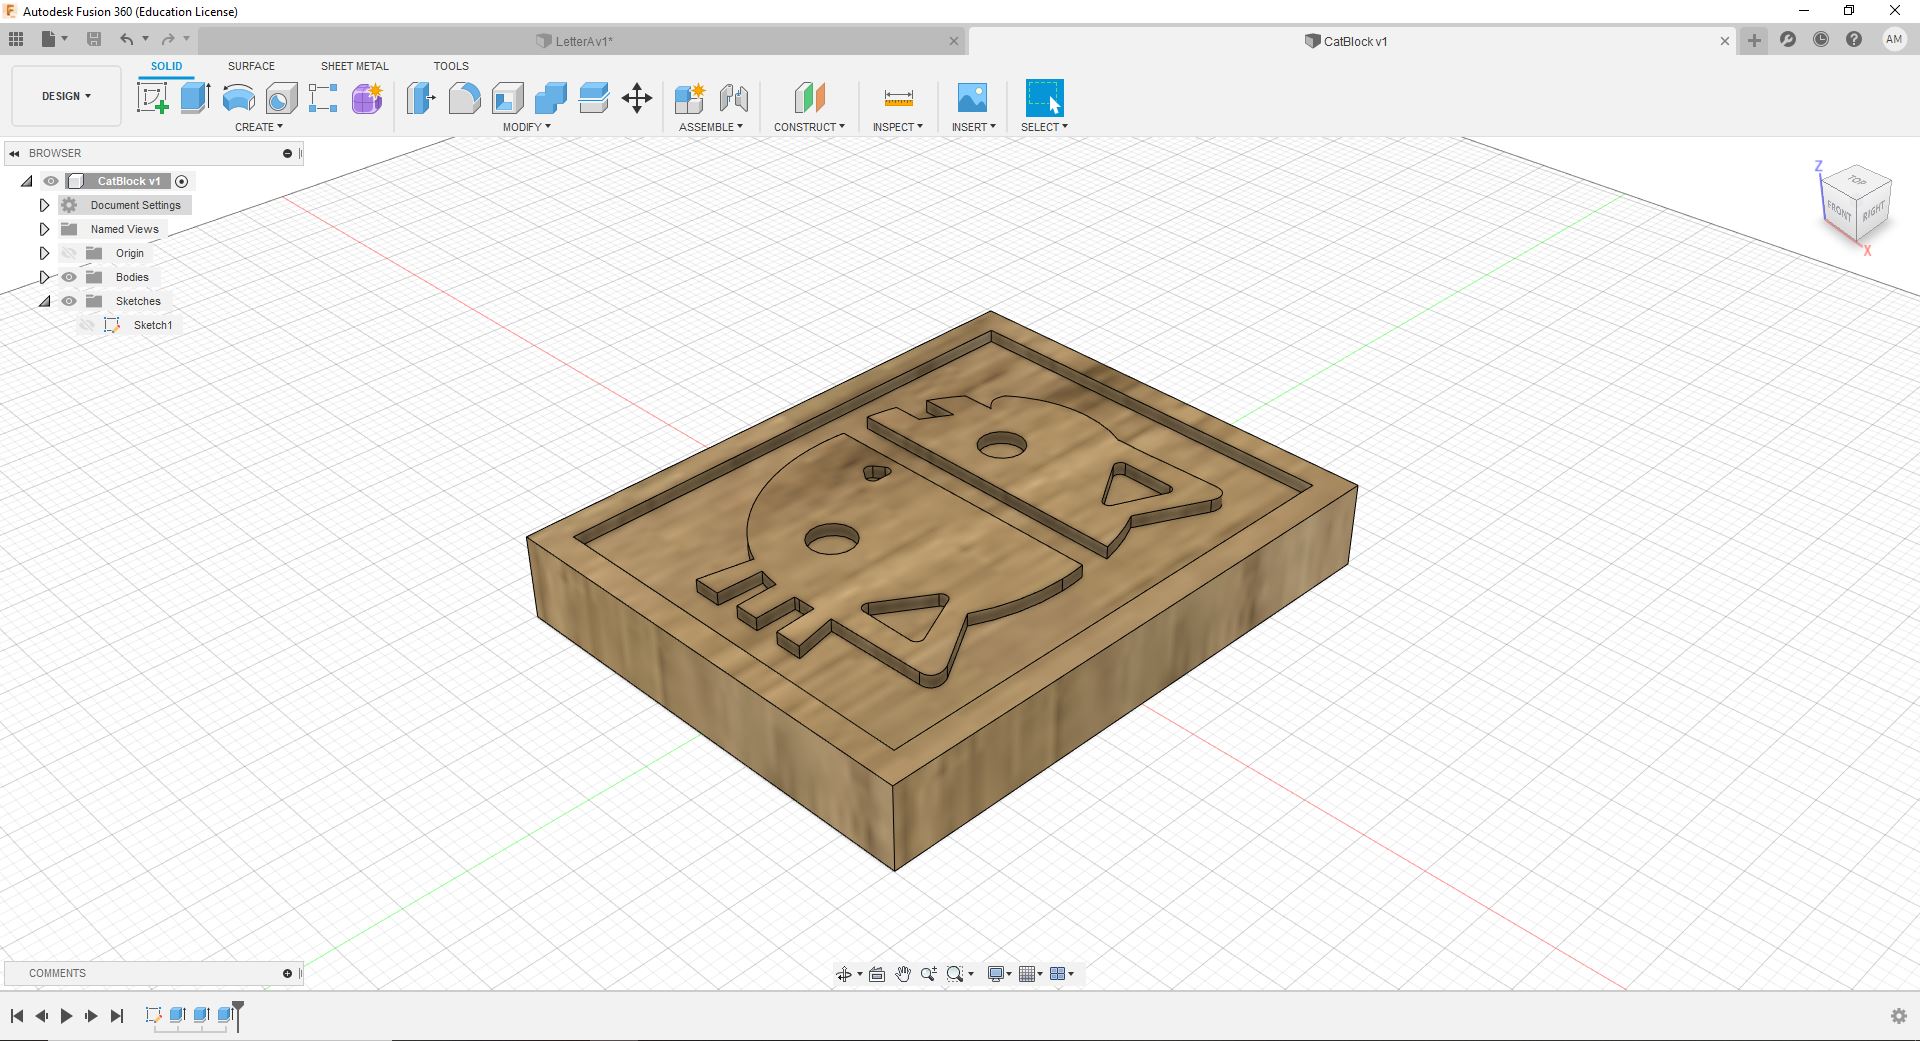 Autodesk Fusion 360 (Education License)
LetterA v1*
CatBlock v1
AM
DESIGN
SOLID
SURFACE
SHEET METAL
TOOLS
CREATE
MODIFY
ASSEMBLE
CONSTRUCT
INSPECT
INSERT
SELECT
BROWSER
CatBlock v1
Document Settings
Named Views
Origin
Bodies
Sketches
Sketch1
Z
TOP
FRONT
RIGHT
X
COMMENTS